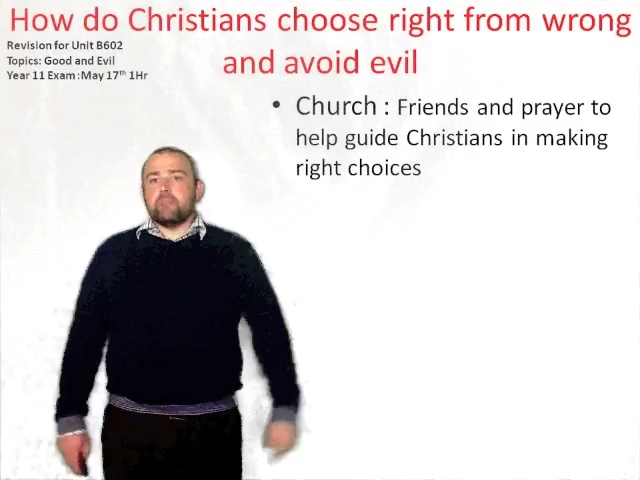 How do Christians choose right from wrong
and avoid evil
Revision for Unit B602
Topics: Good and Evil
Year 11 Exam :May 17th 1Hr
• Church : Friends and prayer to
help guide Christians in making
right choices